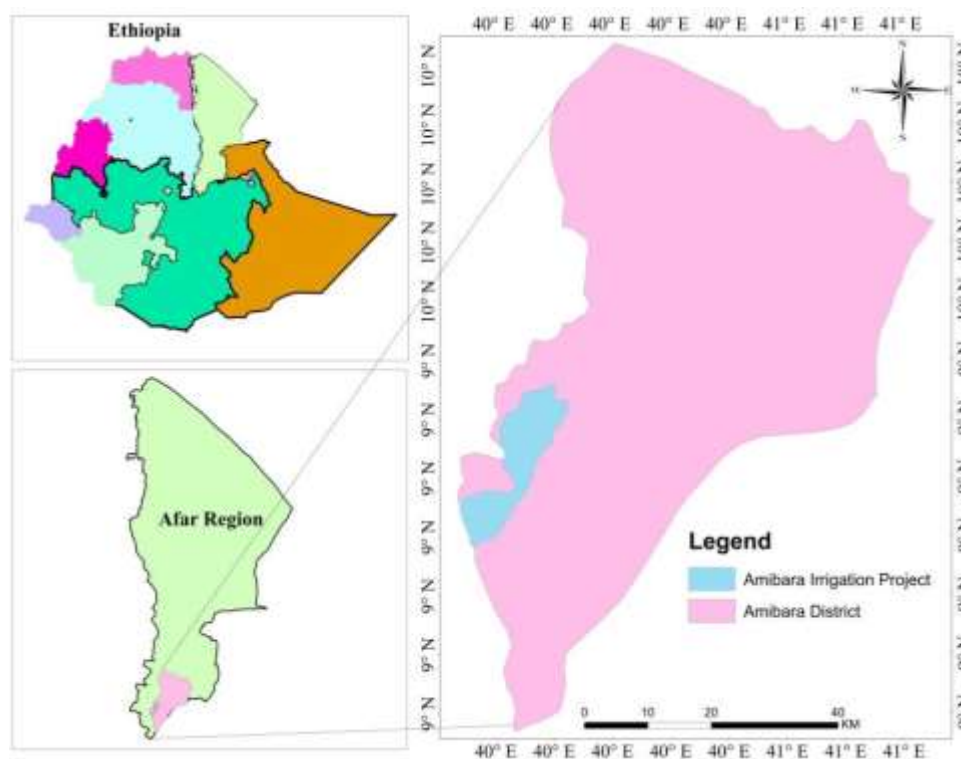 Ethiopia
Afar Region
40° E 40° E 40° E 40° E 40° E 41° E 41° E 41° E
N
E
S
10° N
10° N
10° N
10° N
10° N
9° N
9° N
9° N
9° N
9° N
9° N
9° N
Legend
Amibara Irrigation Project
Amibara District
0 10 20 40
KM
40° E 40° E 40° E 40° E 40° E 41° E 41° E 41° E